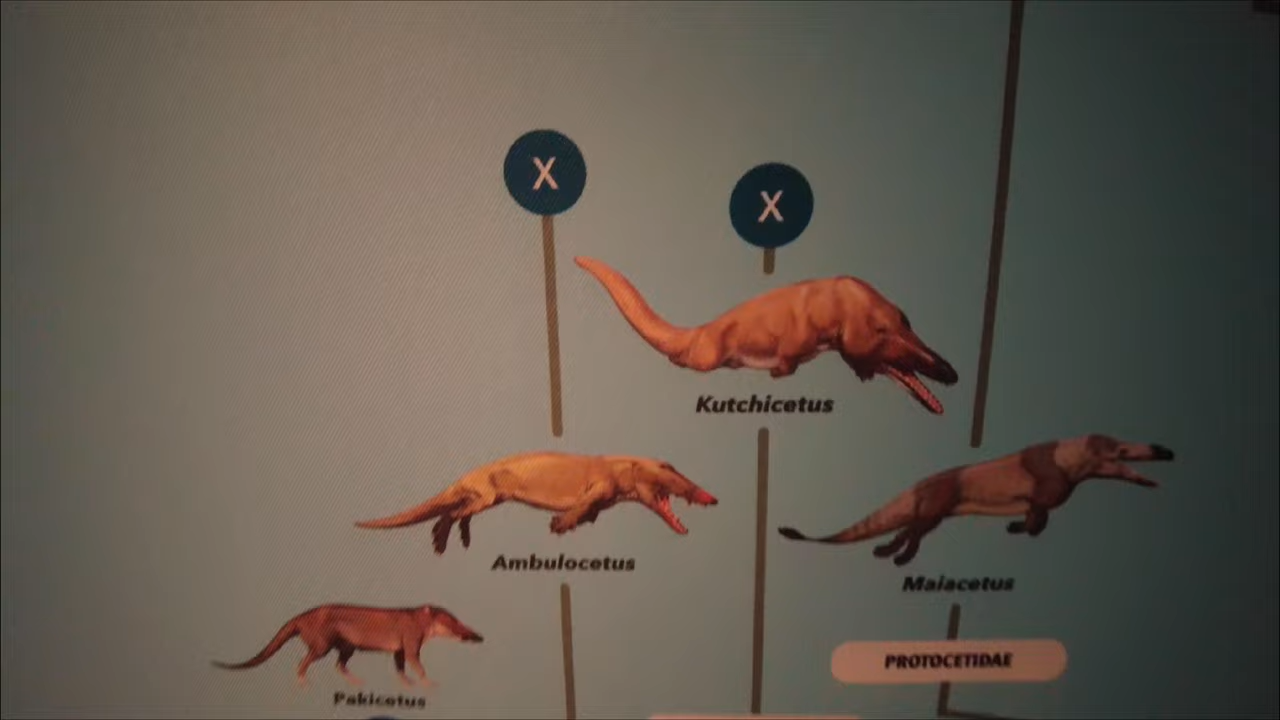 X
X
Kutchicetus
Ambulocetus
Maiacetus
PROTOCETIDAE
Pakicetus